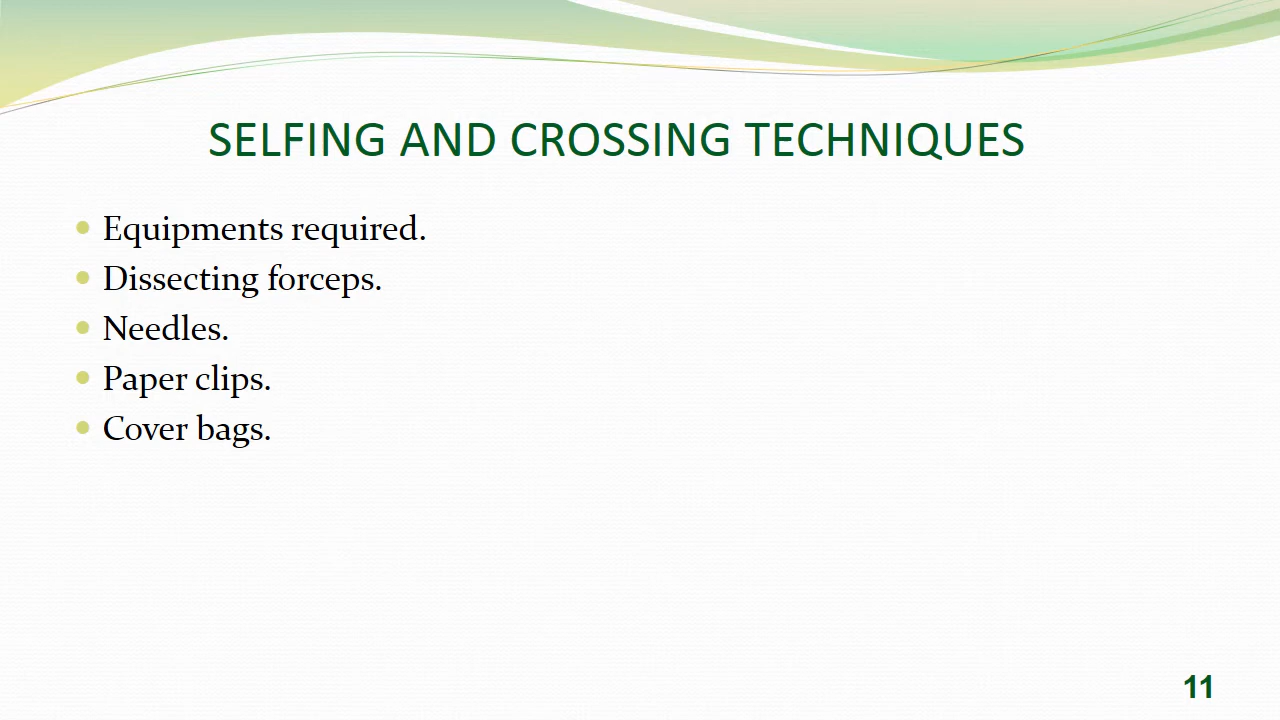 SELFING AND CROSSING TECHNIQUES
Equipments required.
Dissecting forceps.
Needles.
Paper clips.
Cover bags.
11